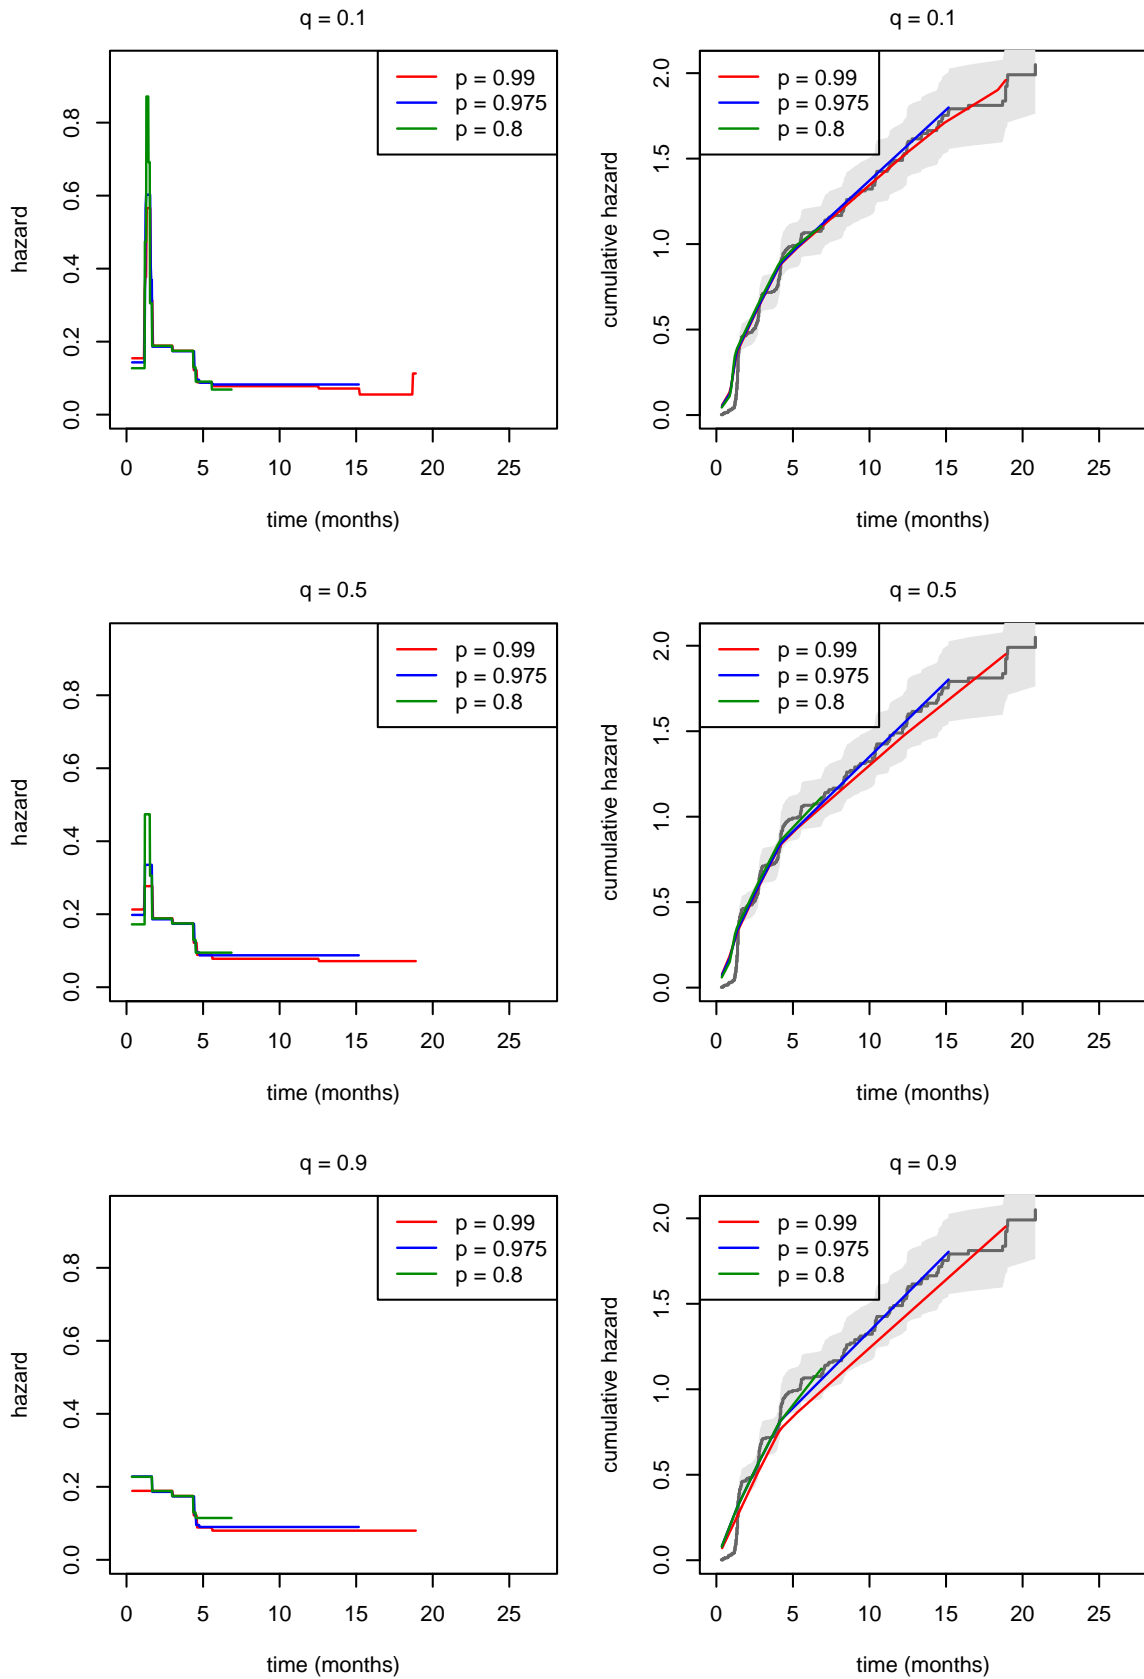 q = 0.1
hazard
0.0 0.2 0.4 0.6 0.8
p = 0.99
p = 0.975
p = 0.8
0 5 10 15 20 25
time (months)
q = 0.1
cumulative hazard
0.0 0.5 1.0 1.5 2.0
p = 0.99
p = 0.975
p = 0.8
0 5 10 15 20 25
time (months)
q = 0.5
hazard
0.0 0.2 0.4 0.6 0.8
p = 0.99
p = 0.975
p = 0.8
0 5 10 15 20 25
time (months)
q = 0.5
cumulative hazard
0.0 0.5 1.0 1.5 2.0
p = 0.99
p = 0.975
p = 0.8
0 5 10 15 20 25
time (months)
q = 0.9
hazard
0.0 0.2 0.4 0.6 0.8
p = 0.99
p = 0.975
p = 0.8
0 5 10 15 20 25
time (months)
q = 0.9
cumulative hazard
0.0 0.5 1.0 1.5 2.0
p = 0.99
p = 0.975
p = 0.8
0 5 10 15 20 25
time (months)